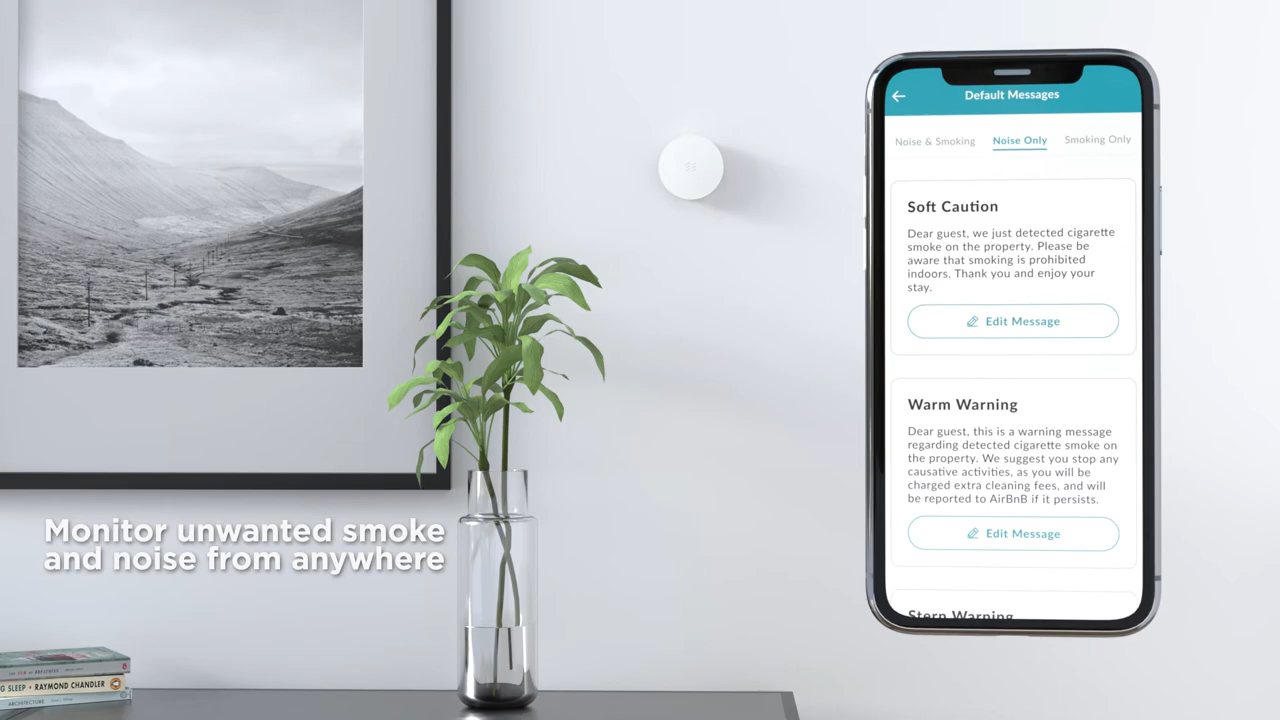 Default Messages
Noise & Smoking Noise Only Smoking Only
Soft Caution
Dear guest, we just detected cigarette
smoke on the property. Please be
aware that smoking is prohibited
indoors. Thank you and enjoy your
stay.
Edit Message
Warm Warning
Dear guest, this is a warning message
regarding detected cigarette smoke on
the property. We suggest you stop any
causative activities, as you will be
charged extra cleaning fees, and will
be reported to AirBnB if it persists.
Edit Message
Stern Warning
Monitor unwanted smoke
and noise from anywhere
G SLEEP • RAYMOND CHANDLER
ARCHITECTURE